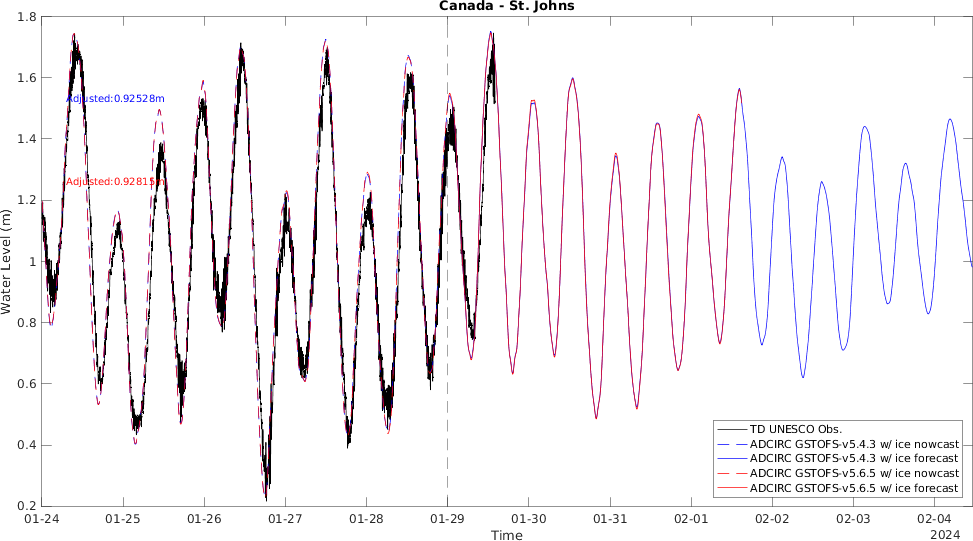 Canada - St. Johns
1.8
1.6
1.4
1.2
1
0.8
0.6
0.4
0.2
Water Level (m)
Adjusted:0.92528m
Adjusted:0.92815m
TD UNESCO Obs.
ADCIRC GSTOFS-v5.4.3 w/ ice nowcast
ADCIRC GSTOFS-v5.4.3 w/ ice forecast
ADCIRC GSTOFS-v5.6.5 w/ ice nowcast
ADCIRC GSTOFS-v5.6.5 w/ ice forecast
01-24 01-25 01-26 01-27 01-28 01-29 01-30 01-31 02-01 02-02 02-03 02-04
Time
2024